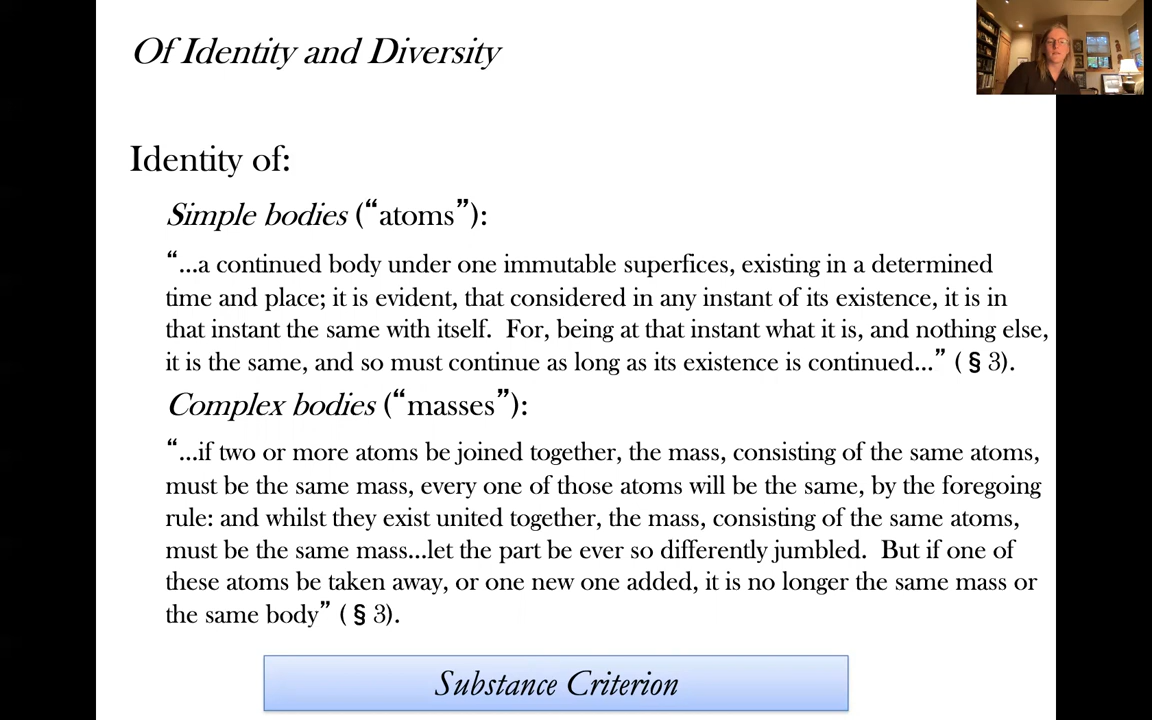 Of Identity and Diversity
Identity of:
Simple bodies (“atoms”):
“...a continued body under one immutable superfices, existing in a determined
time and place; it is evident, that considered in any instant of its existence, it is in
that instant the same with itself. For, being at that instant what it is, and nothing else,
it is the same, and so must continue as long as its existence is continued...” ( § 3).
Complex bodies (“masses”):
“...if two or more atoms be joined together, the mass, consisting of the same atoms,
must be the same mass, every one of those atoms will be the same, by the foregoing
rule: and whilst they exist united together, the mass, consisting of the same atoms,
must be the same mass...let the part be ever so differently jumbled. But if one of
these atoms be taken away, or one new one added, it is no longer the same mass or
the same body” ( § 3).
Substance Criterion